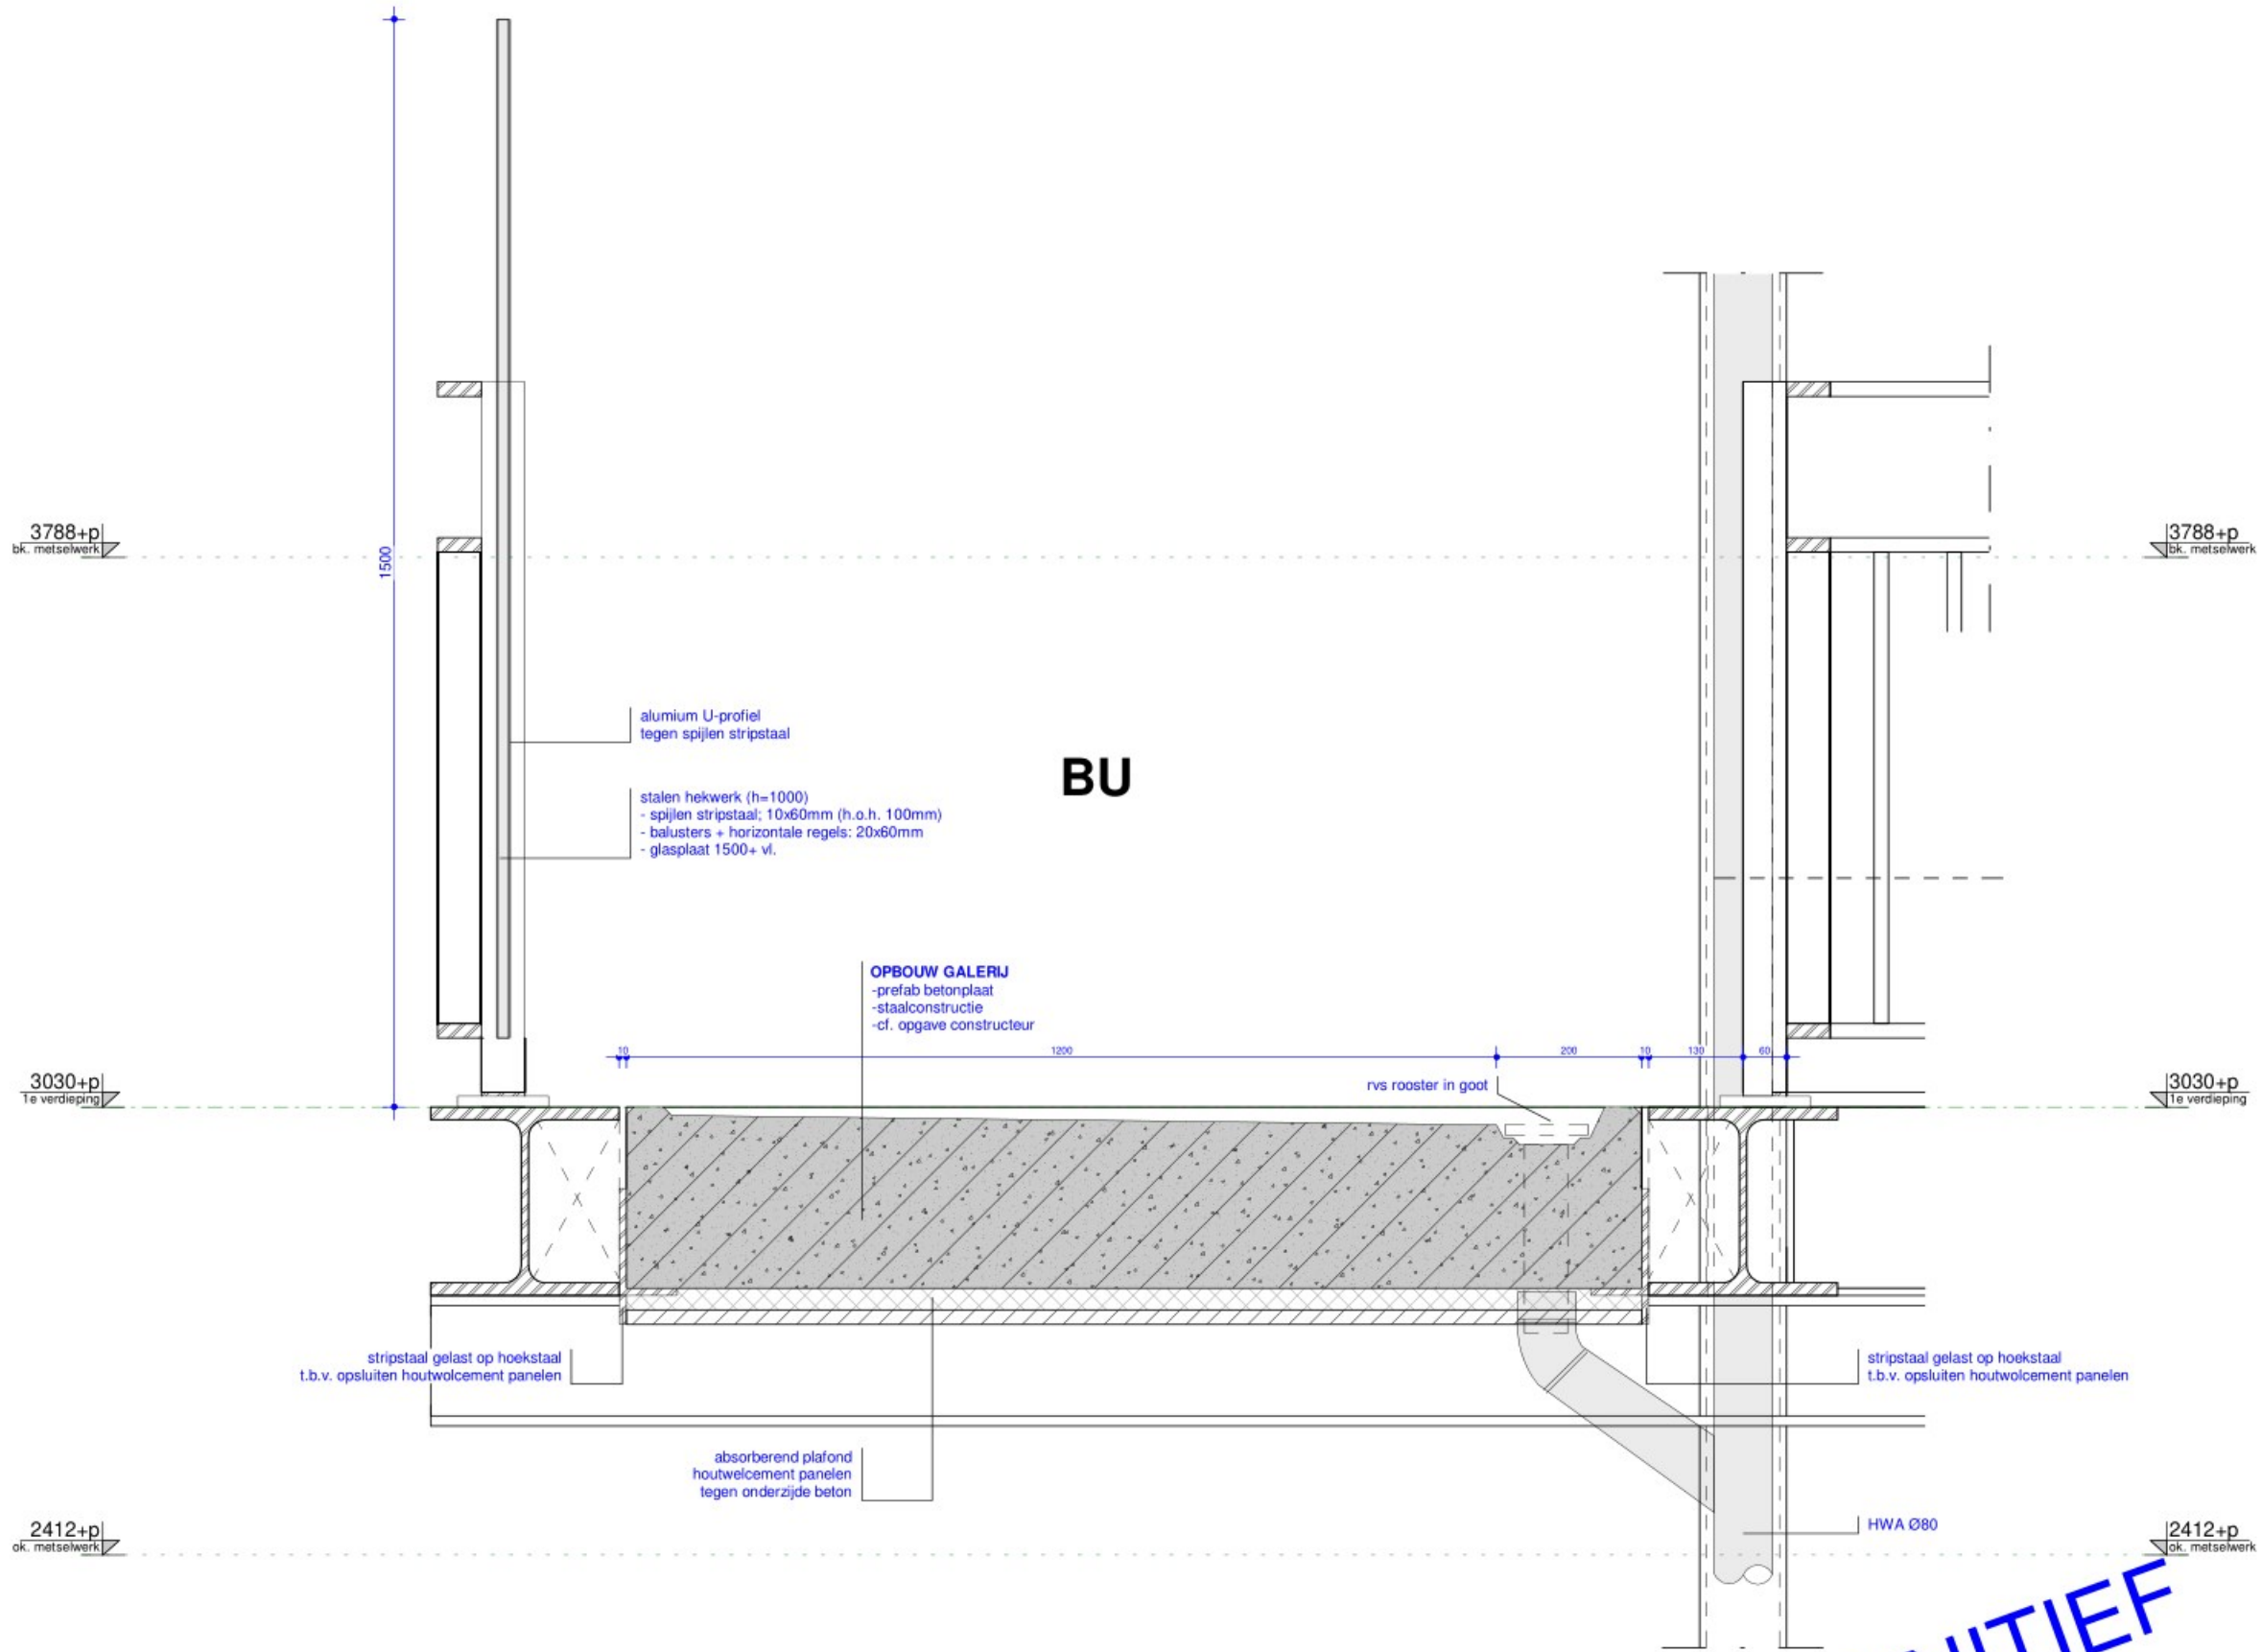 1500
3788+p
bk. metselwerk
3788+p
bk. metselwerk
alumium U-profiel
tegen spijlen stripstaal
BU
stalen hekwerk (h=1000)
- spijlen stripstaal; 10x60mm (h.o.h. 100mm)
- balusters + horizontale regels: 20x60mm
- glasplaat 1500+ vl.
OPBOUW GALERIJ
-prefab betonplaat
-staalconstructie
-cf. opgave constructeur
10 1200 200 10 130 60
rvs rooster in goot
3030+p
1e verdieping
3030+p
1e verdieping
stripstaal gelast op hoekstaal
t.b.v. opsluiten houtwolcement panelen
stripstaal gelast op hoekstaal
t.b.v. opsluiten houtwolcement panelen
absorberend plafond
houtwelcement panelen
tegen onderzijde beton
HWA Ø80
2412+p
ok. metselwerk
2412+p
ok. metselwerk